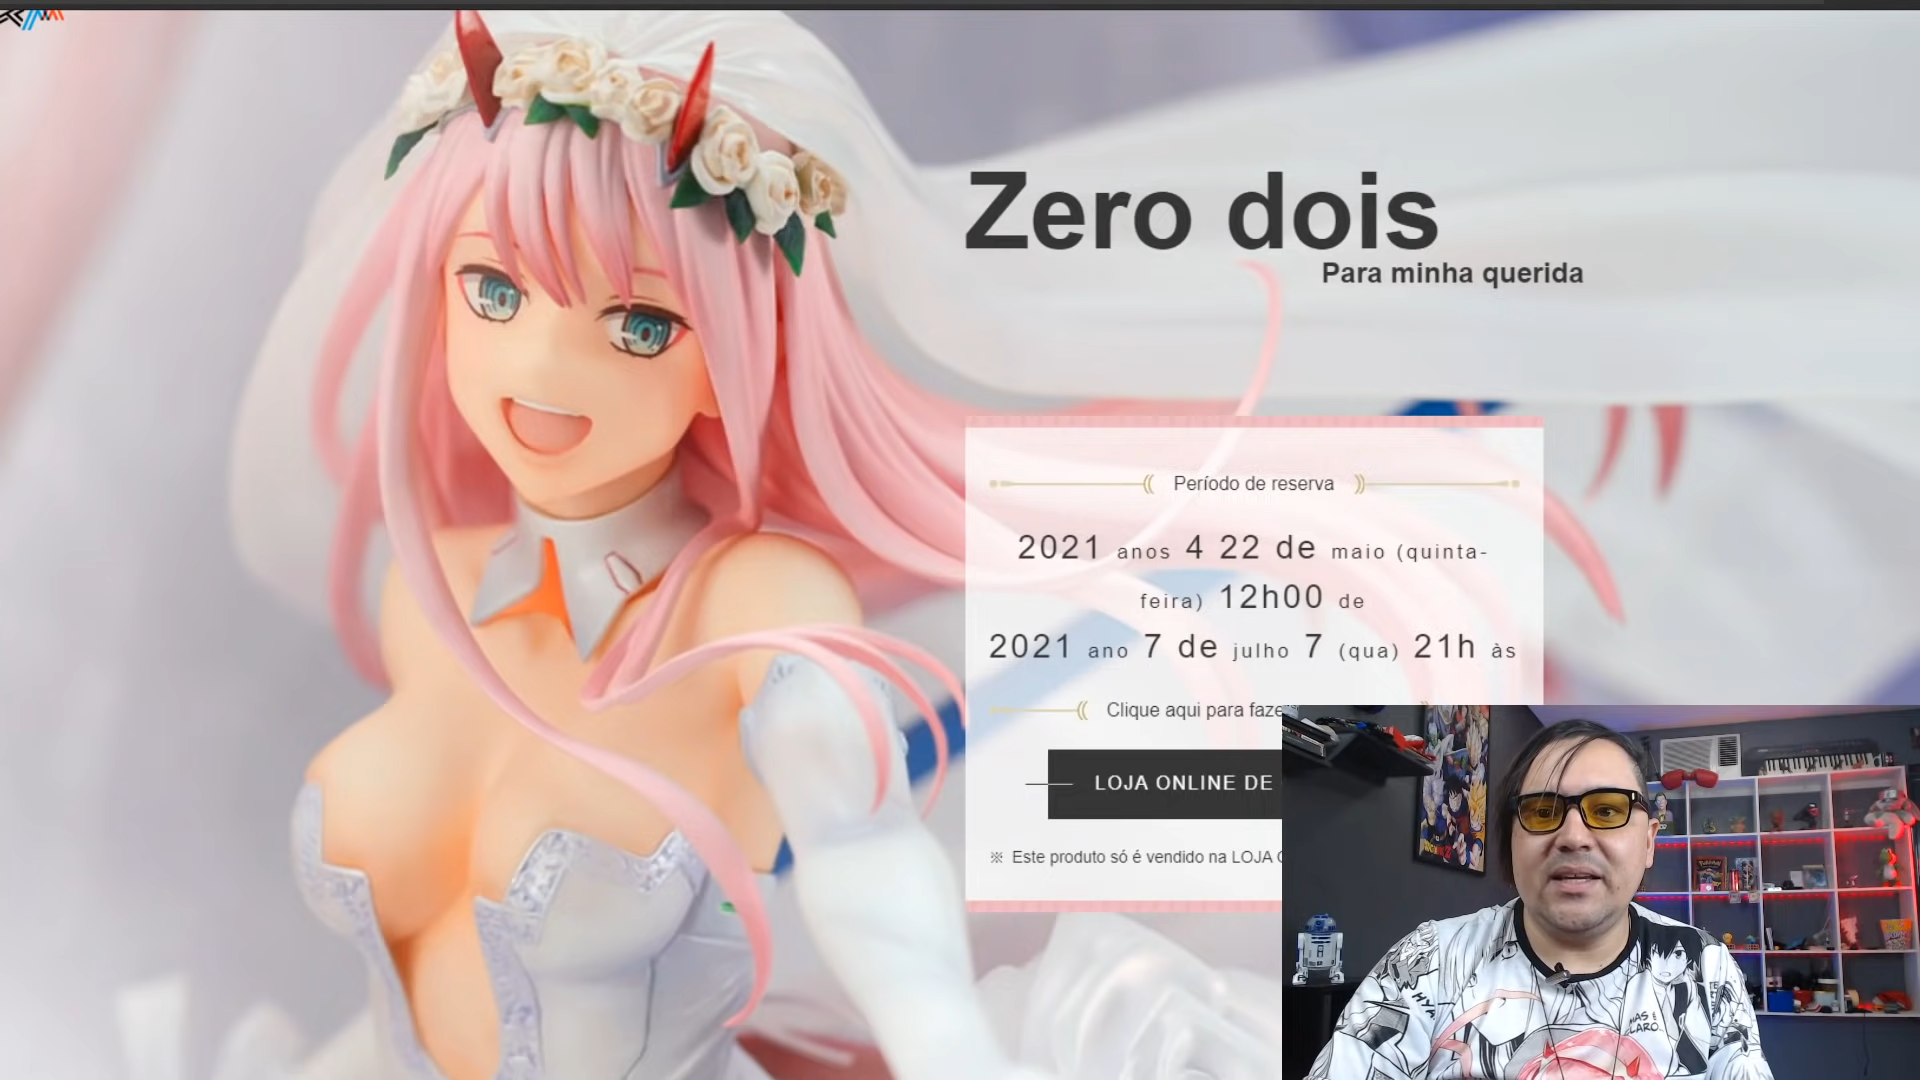 Zero dois
Para minha querida
Período de reserva
2021 anos 4 22 de maio (quinta-
feira) 12h00 de
2021 ano 7 de julho 7 (qua) 21h às
Clique aqui para faze
LOJA ONLINE DE
※ Este produto só é vendido na LOJA
MAS É
CLARO